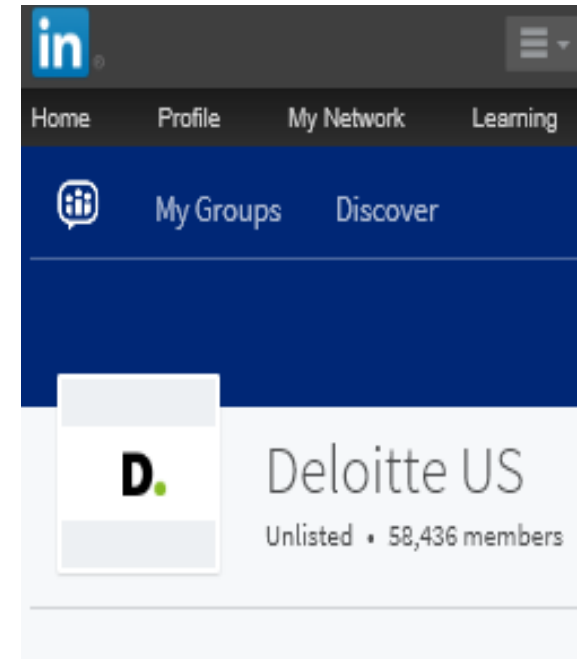 in
Home Profile My Network Learning
My Groups Discover
D.
Deloitte US
Unlisted • 58,436 members